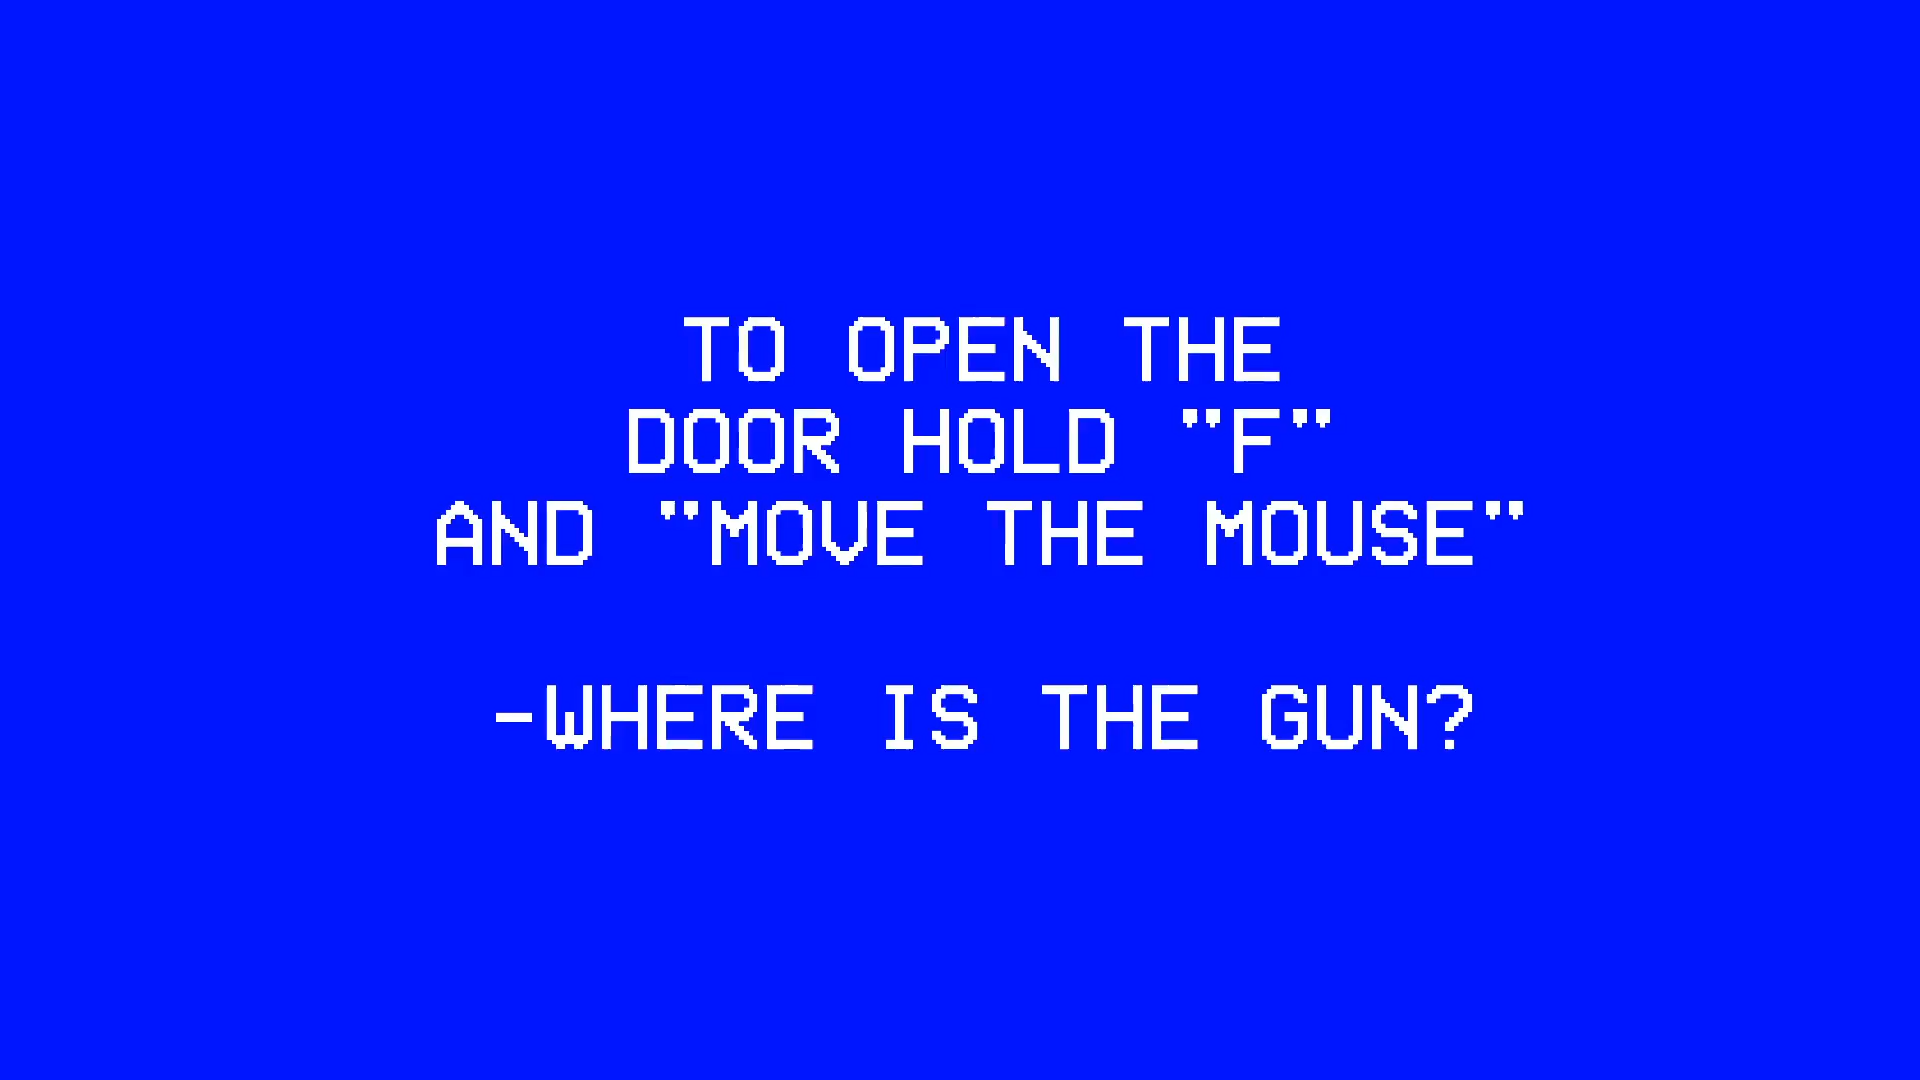 TO OPEN THE
DOOR HOLD "F"
AND "MOVE THE MOUSE"
-WHERE IS THE GUN?